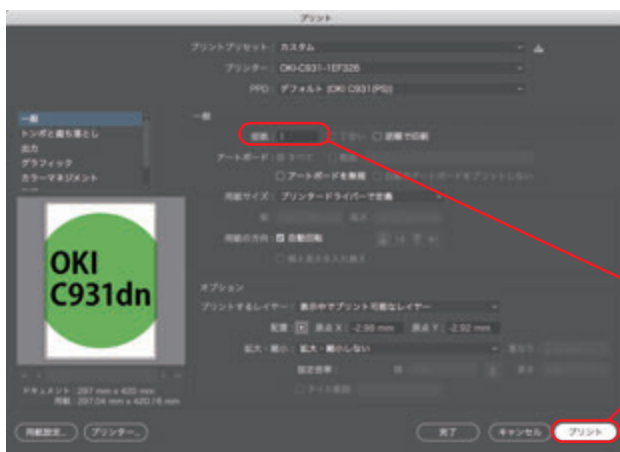 プリント
プリントプリセット: カスタム
プリンター: OKI-C931-1EF326
PPD: デフォルト (OKI C931(PS))
一般
トンボと裁ち落とし
出力
グラフィック
カラーマネジメント
一般
部数: 1 逆順で印刷
アートボード:
アートボードを無視
用紙サイズ: プリンタードライバーで定義
幅: 高さ:
用紙の方向: 自動回転
オプション
プリントするレイヤー: 表示中でプリント可能なレイヤー
配置: 原点 X: -2.98 mm 原点 Y: -2.92 mm
拡大・縮小: 拡大・縮小しない
OKI
C931dn
ドキュメント: 297 mm x 420 mm
用紙: 297.04 mm x 420.16 mm
用紙設定... プリンター... 完了 キャンセル プリント